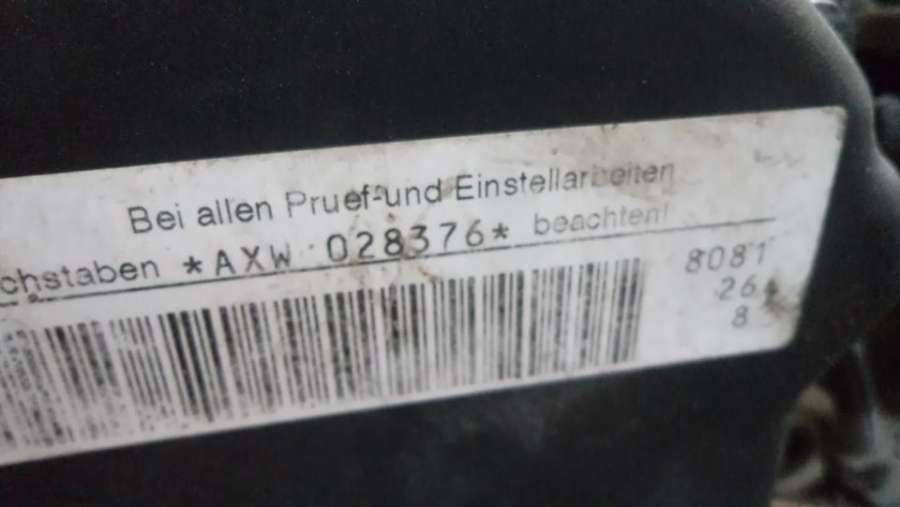 Bei allen Pruef-und Einstellarbeiten
chstaben *AXW 028376* beachten!
8081
26
8